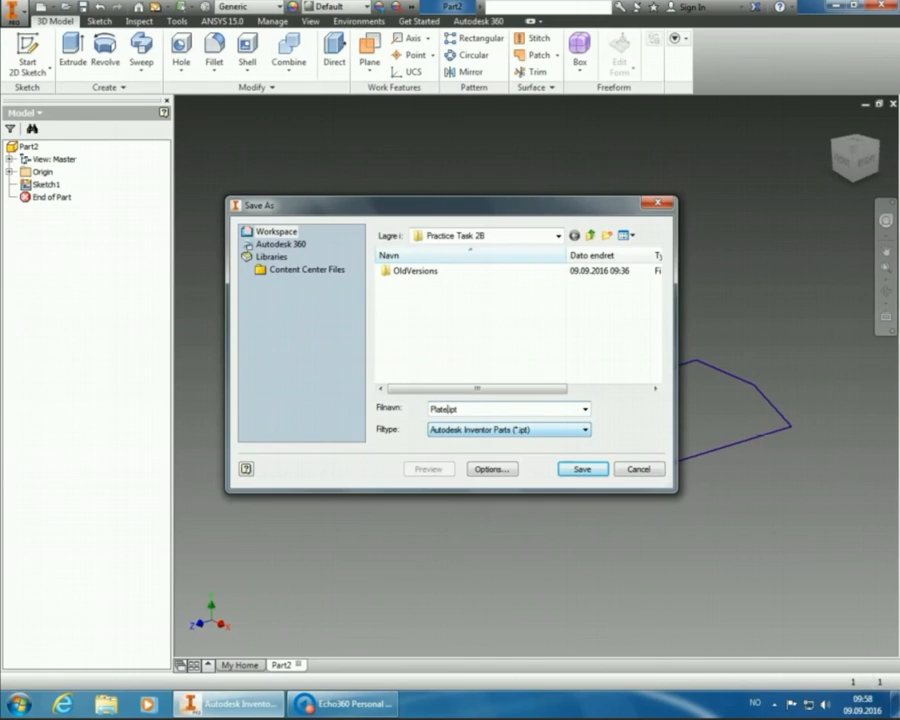 Generic
Default
Part2
Sign In
PRO
3D Model
Sketch
Inspect
Tools
ANSYS 15.0
Manage
View
Environments
Get Started
Autodesk 360
Start
2D Sketch
Extrude
Revolve
Sweep
Hole
Fillet
Shell
Combine
Direct
Plane
Axis
Point
UCS
Rectangular
Circular
Mirror
Stitch
Patch
Trim
Box
Edit
Form
Sketch
Create
Modify
Work Features
Pattern
Surface
Freeform
Model
Part2
View: Master
Origin
Sketch1
End of Part
Save As
Workspace
Autodesk 360
Libraries
Content Center Files
Lagre i:
Practice Task 2B
Navn
Dato endret
Ty
OldVersions
09.09.2016 09:36
Fi
Filnavn:
Plate.ipt
Filtype:
Autodesk Inventor Parts (*.ipt)
Preview
Options...
Save
Cancel
Z
X
My Home
Part2
1 1
Autodesk Invento...
Echo360 Personal ...
NO
09:58
09.09.2016